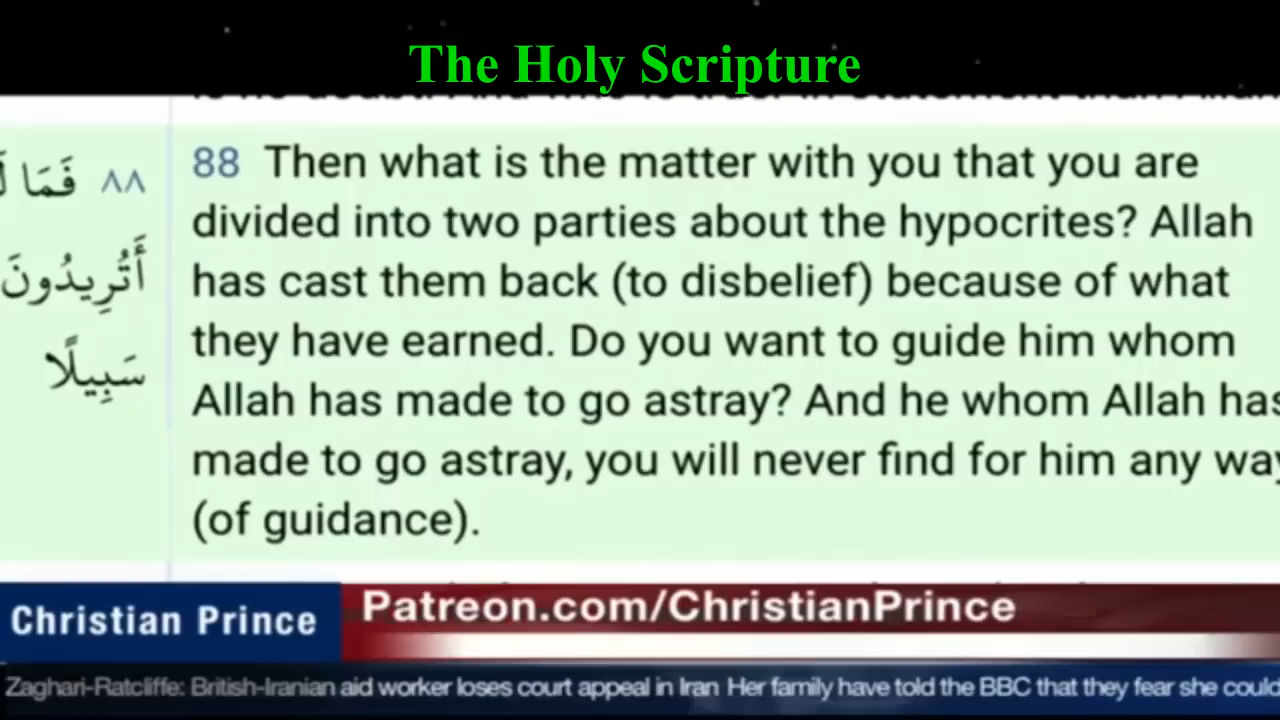 The Holy Scripture
88 Then what is the matter with you that you are
divided into two parties about the hypocrites? Allah
has cast them back (to disbelief) because of what
they have earned. Do you want to guide him whom
Allah has made to go astray? And he whom Allah has
made to go astray, you will never find for him any way
(of guidance).
٨٨ فَمَا
أَتُرِيدُونَ
سَبِيلًا
Christian Prince
Patreon.com/ChristianPrince
Zaghari-Ratcliffe: British-Iranian aid worker loses court appeal in Iran Her family have told the BBC that they fear she could